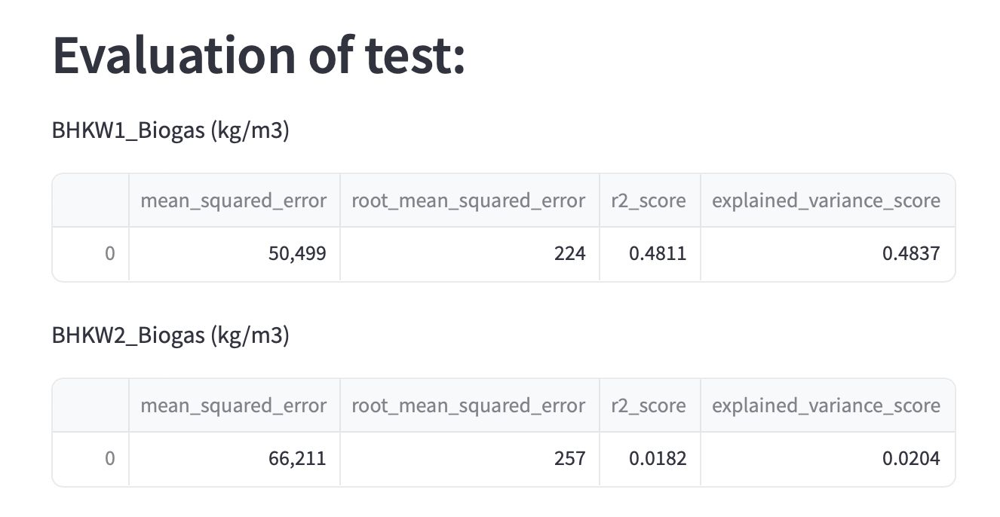 Evaluation of test:
BHKW1_Biogas (kg/m3)
mean_squared_error root_mean_squared_error r2_score explained_variance_score
0 50,499 224 0.4811 0.4837
BHKW2_Biogas (kg/m3)
mean_squared_error root_mean_squared_error r2_score explained_variance_score
0 66,211 257 0.0182 0.0204